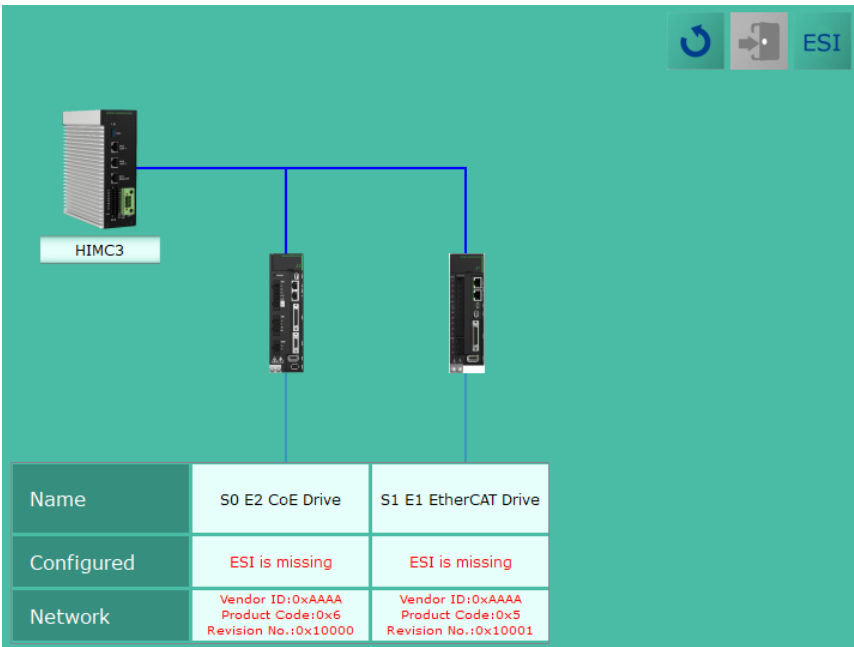 ESI
HIMC3
Name
S0 E2 CoE Drive
S1 E1 EtherCAT Drive
Configured
ESI is missing
ESI is missing
Network
Vendor ID:0xAAAA
Product Code:0x6
Revision No.:0x10000
Vendor ID:0xAAAA
Product Code:0x5
Revision No.:0x10001